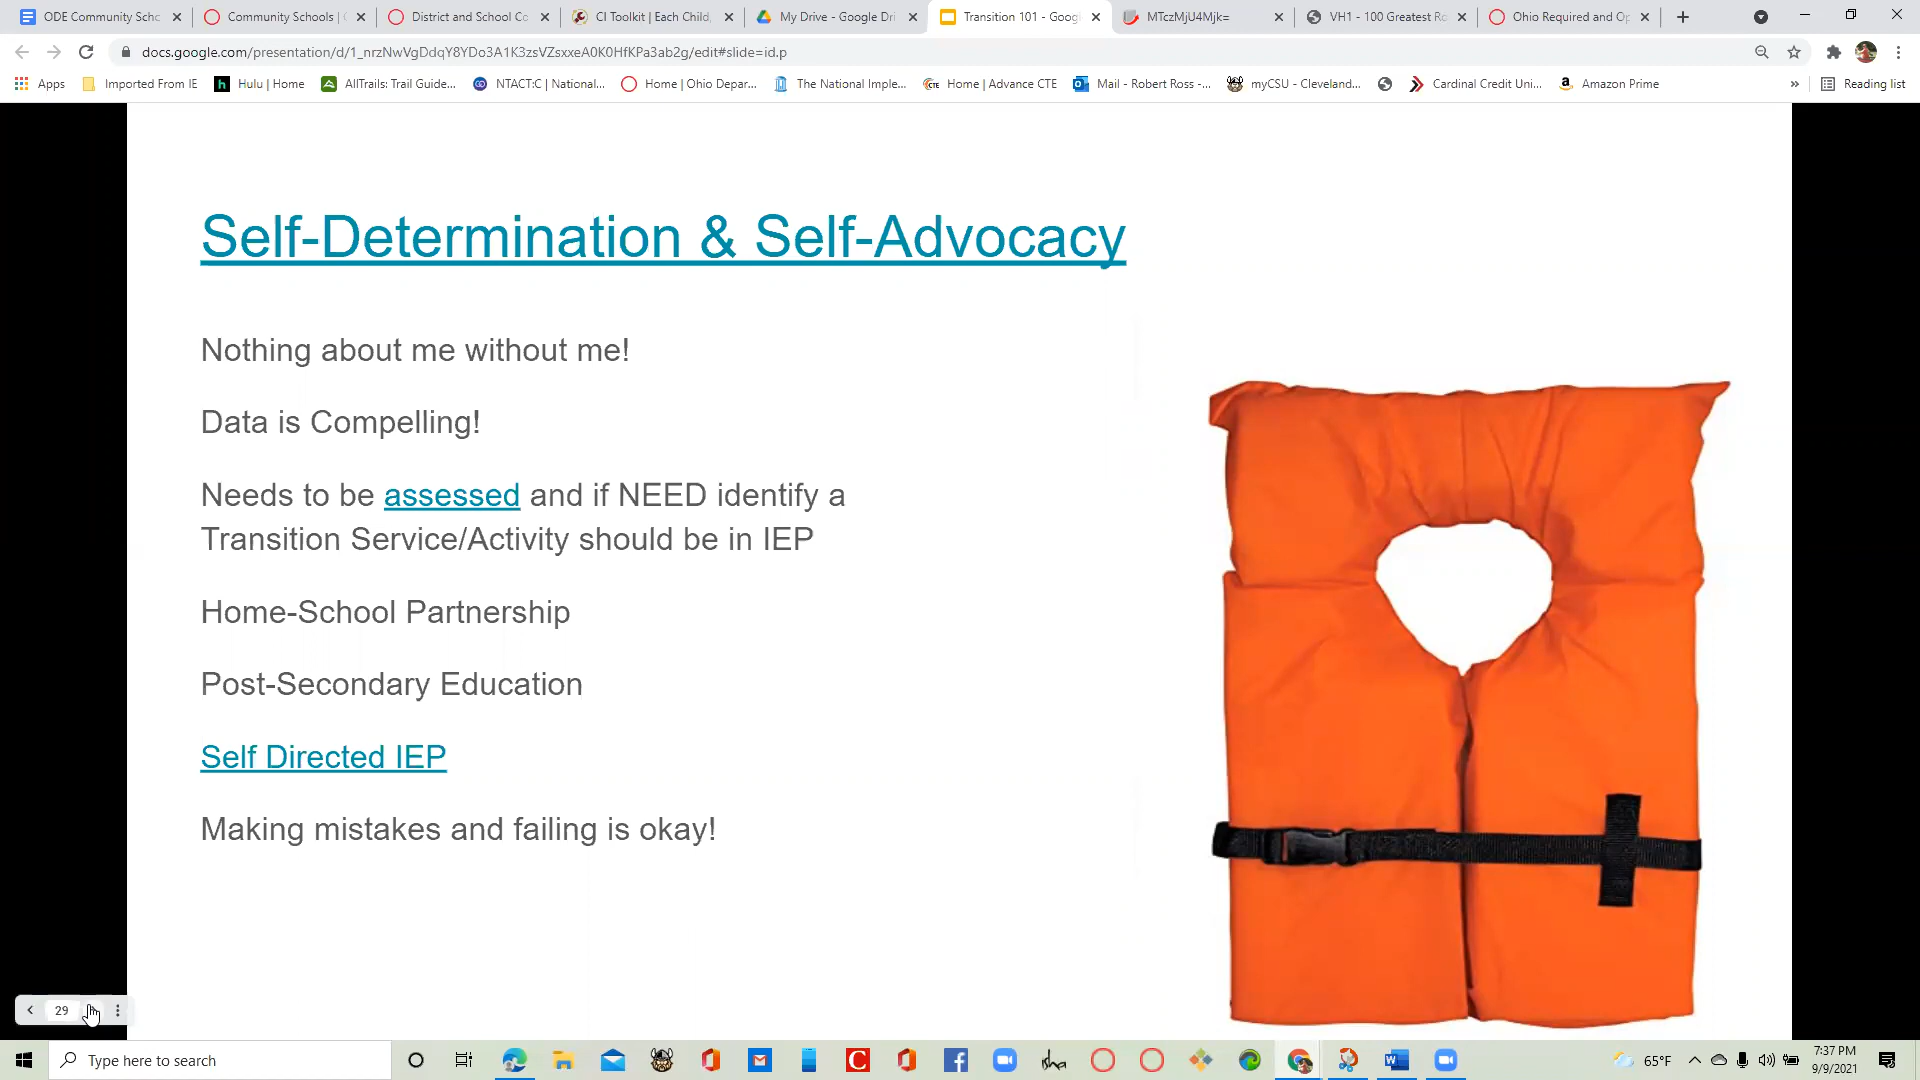 ODE Community Scho
Community Schools |
District and School Co
CI Toolkit | Each Child,
My Drive - Google Dri
Transition 101 - Goog
MTczMjU4Mjk=
VH1 - 100 Greatest Ro
Ohio Required and Op
docs.google.com/presentation/d/1_nrzNwVgDdqY8YDo3A1K3zsVZsxxeA0K0HfKPa3ab2g/edit#slide=id.p
Apps
Imported From IE
Hulu | Home
AllTrails: Trail Guide...
NTACT:C | National...
Home | Ohio Depar...
The National Imple...
Home | Advance CTE
Mail - Robert Ross -...
myCSU - Cleveland...
Cardinal Credit Uni...
Amazon Prime
»
Reading list
Self-Determination & Self-Advocacy
Nothing about me without me!
Data is Compelling!
Needs to be assessed and if NEED identify a
Transition Service/Activity should be in IEP
Home-School Partnership
Post-Secondary Education
Self Directed IEP
Making mistakes and failing is okay!
29
Type here to search
65°F
7:37 PM
9/9/2021